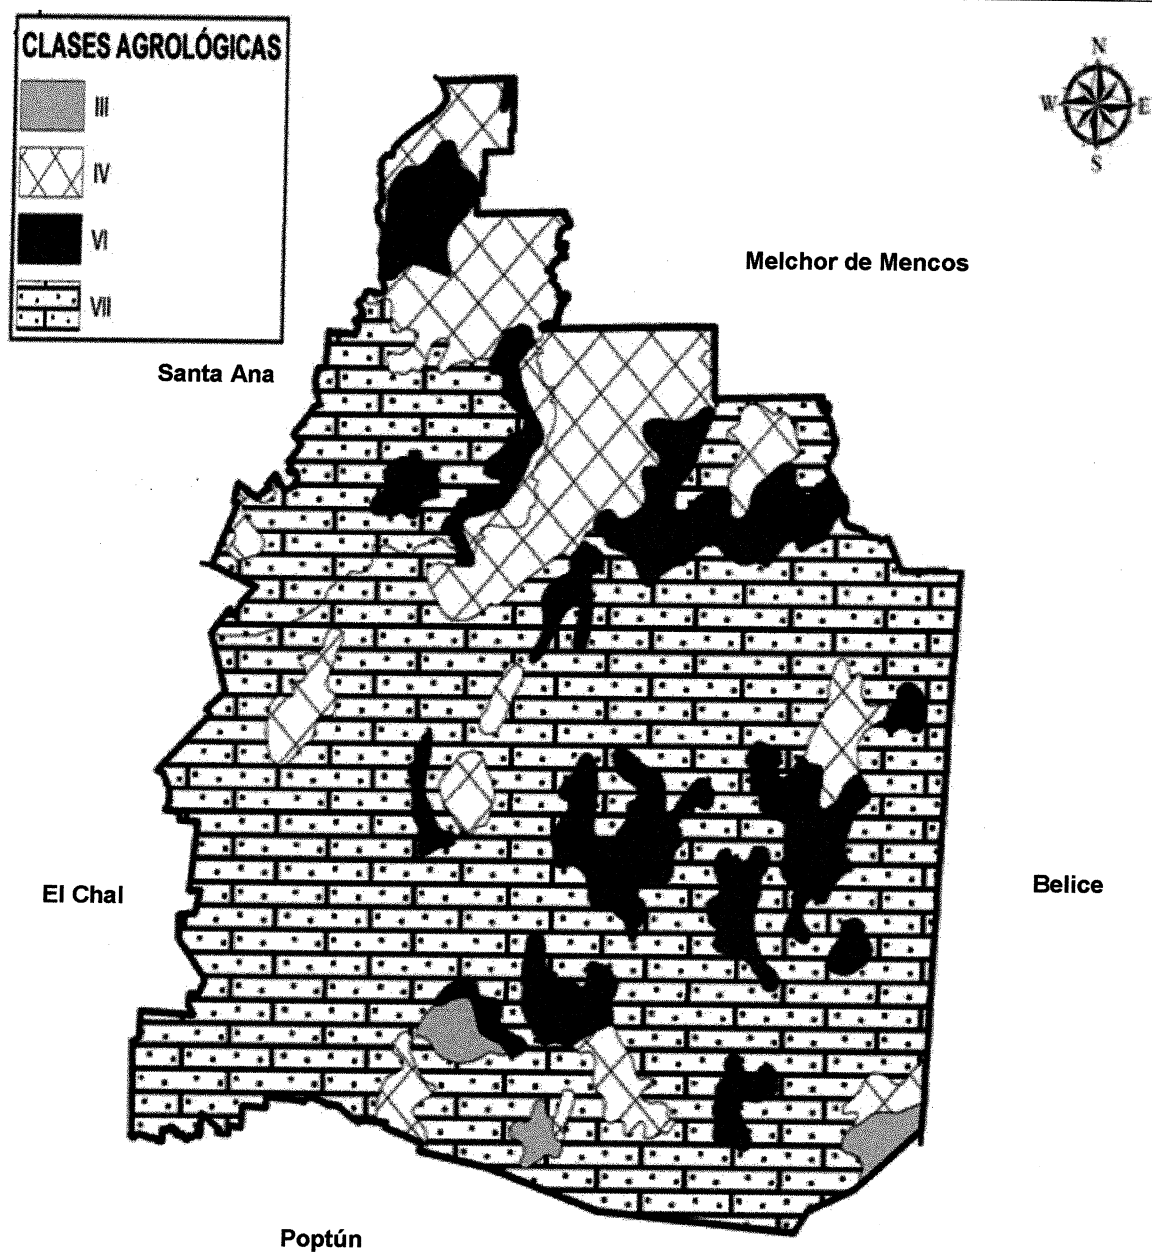 CLASES AGROLÓGICAS
III
IV
VI
VII
N
W E
S
Melchor de Mencos
Santa Ana
El Chal
Belice
Poptún